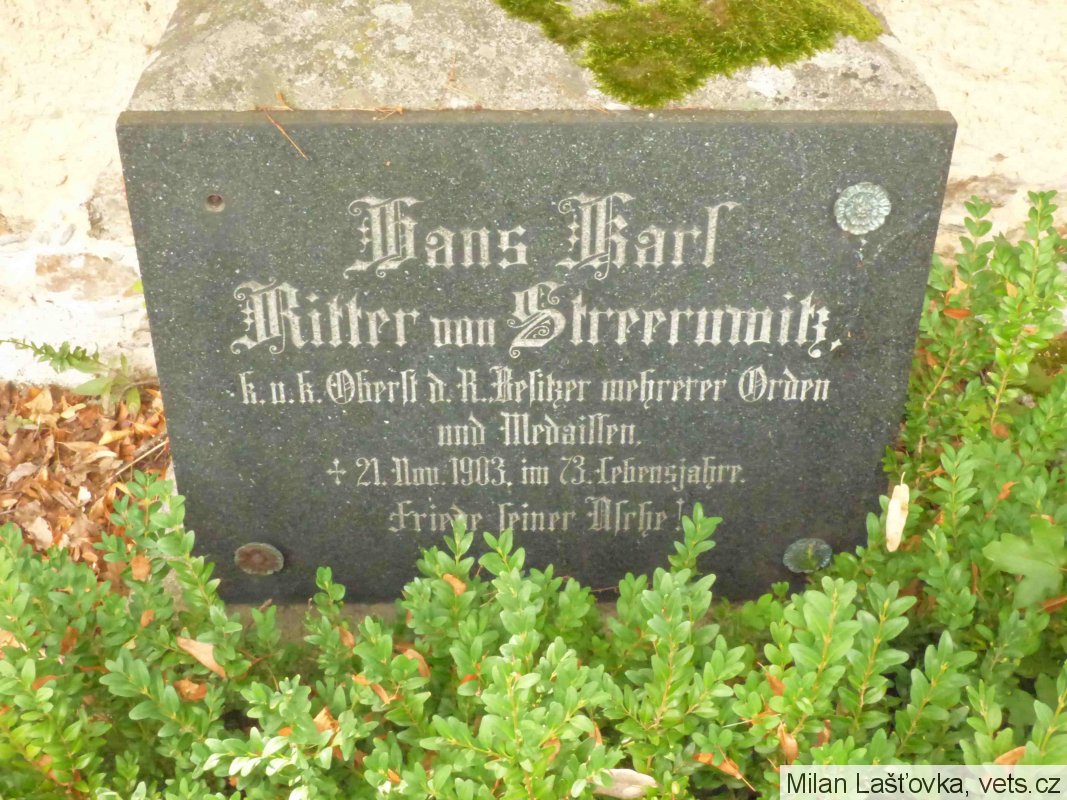 Hans Karl
Ritter von Streeruwitz,
k. u. k. Oberst d. R. Besitzer mehrerer Orden
und Medaillen.
✝ 21. Nov. 1903, im 73. Lebensjahre.
Friede seiner Asche!
Milan Lašťovka, vets.cz